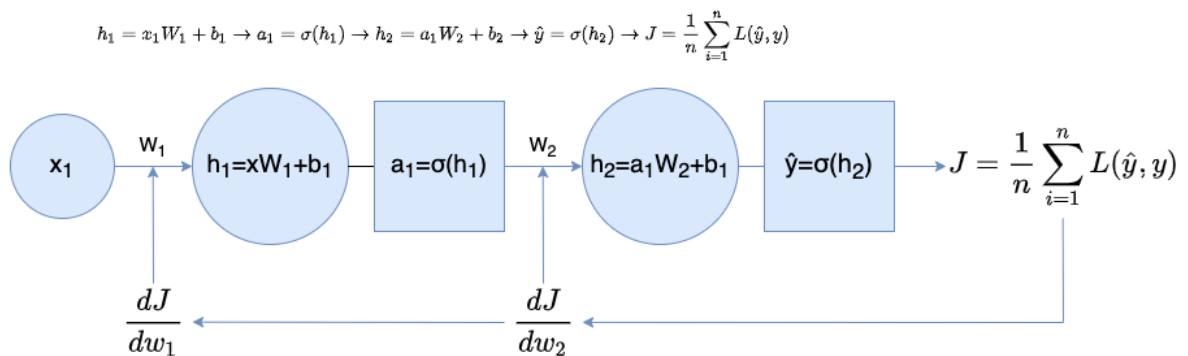 h₁ = x₁W₁ + b₁ → a₁ = σ(h₁) → h₂ = a₁W₂ + b₂ → ŷ = σ(h₂) → J = 1/n ∑ᵢ₌₁ⁿ L(ŷ, y)
x₁
w₁
h₁=xW₁+b₁
a₁=σ(h₁)
w₂
h₂=a₁W₂+b₁
ŷ=σ(h₂)
J = 1/n ∑ᵢ₌₁ⁿ L(ŷ, y)
dJ/dw₁
dJ/dw₂